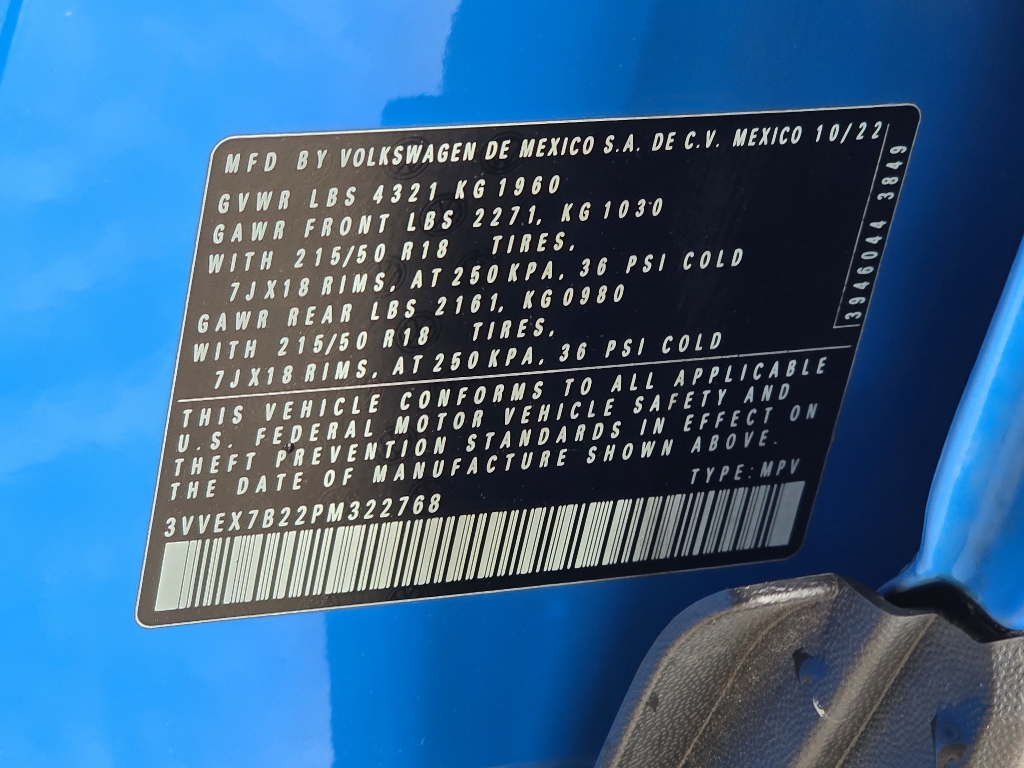 MFD BY VOLKSWAGEN DE MEXICO S.A. DE C.V. MEXICO 10/22
GVWR LBS 4321 KG 1960
GAWR FRONT LBS 2271, KG 1030
WITH 215/50 R18 TIRES,
7JX18 RIMS, AT 250 KPA, 36 PSI COLD
GAWR REAR LBS 2161, KG0980
WITH 215/50 R18 TIRES,
7JX18 RIMS, AT 250 KPA, 36 PSI COLD
3946044 3849
THIS VEHICLE CONFORMS TO ALL APPLICABLE
U.S. FEDERAL MOTOR VEHICLE SAFETY AND
THEFT PREVENTION STANDARDS IN EFFECT ON
THE DATE OF MANUFACTURE SHOWN ABOVE.
TYPE: MPV
3VVEX7B22PM322768